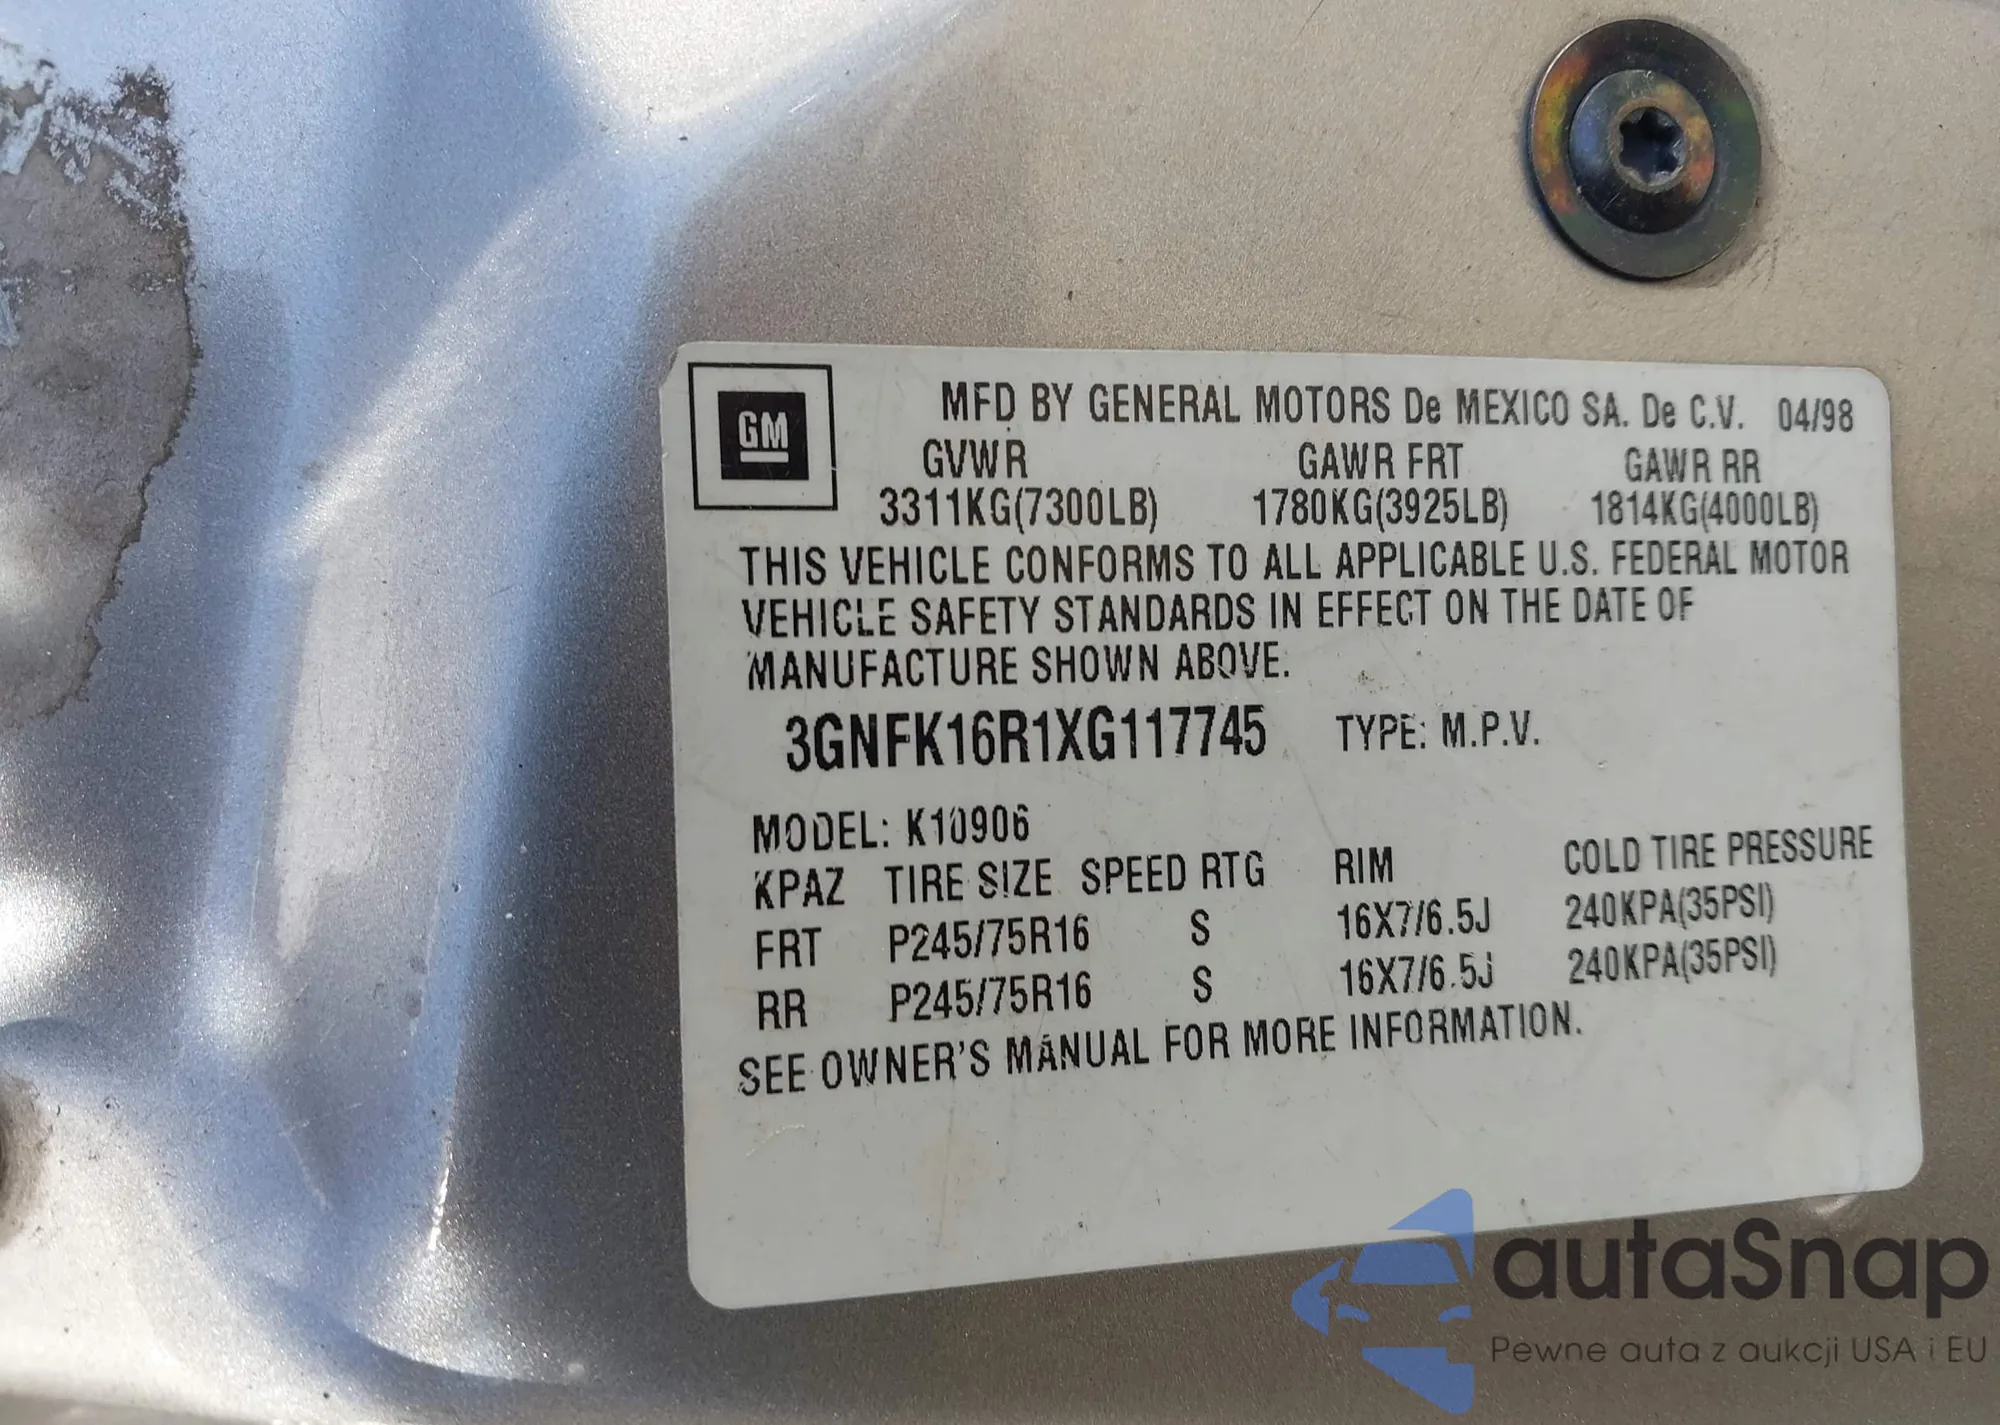 GM
MFD BY GENERAL MOTORS De MEXICO SA. De C.V. 04/98
GVWR GAWR FRT GAWR RR
3311KG(7300LB) 1780KG(3925LB) 1814KG(4000LB)
THIS VEHICLE CONFORMS TO ALL APPLICABLE U.S. FEDERAL MOTOR
VEHICLE SAFETY STANDARDS IN EFFECT ON THE DATE OF
MANUFACTURE SHOWN ABOVE.
3GNFK16R1XG117745 TYPE: M.P.V.
MODEL: K10906
KPAZ TIRE SIZE SPEED RTG RIM COLD TIRE PRESSURE
FRT P245/75R16 S 16X7/6.5J 240KPA(35PSI)
RR P245/75R16 S 16X7/6.5J 240KPA(35PSI)
SEE OWNER'S MANUAL FOR MORE INFORMATION.
autaSnap
Pewne auta z aukcji USA i EU